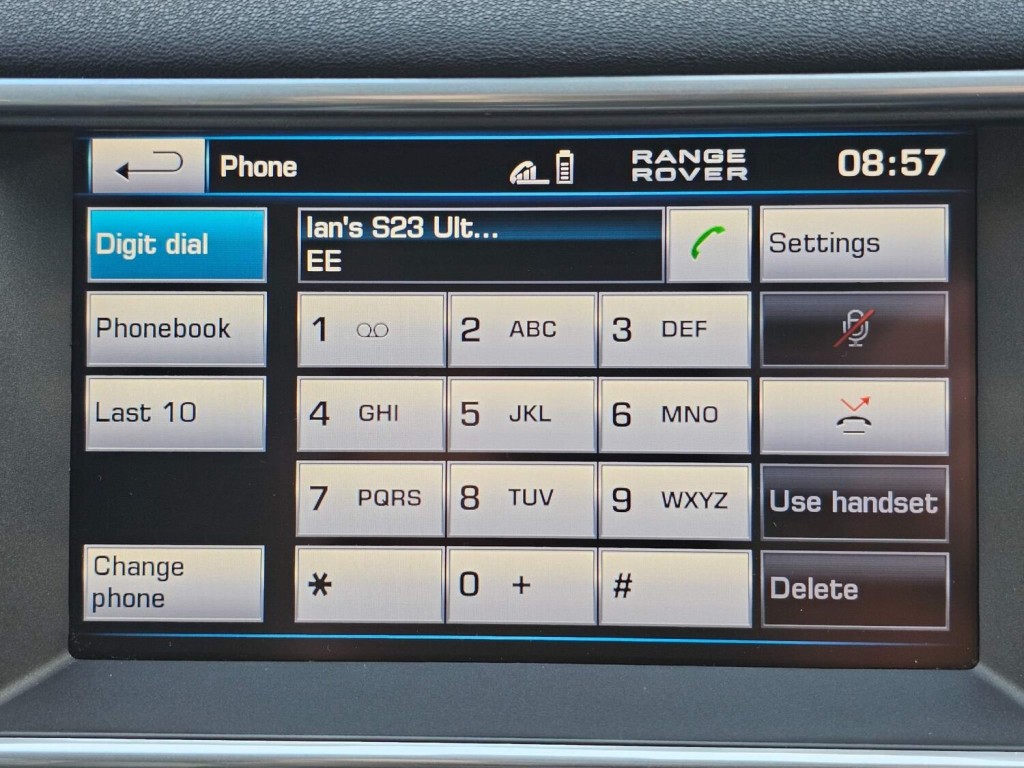 Phone
RANGE
ROVER
08:57
Digit dial
Ian's S23 Ult...
EE
Settings
Phonebook
1
2 ABC
3 DEF
Last 10
4 GHI
5 JKL
6 MNO
7 PQRS
8 TUV
9 WXYZ
Use handset
Change
phone
*
0 +
#
Delete